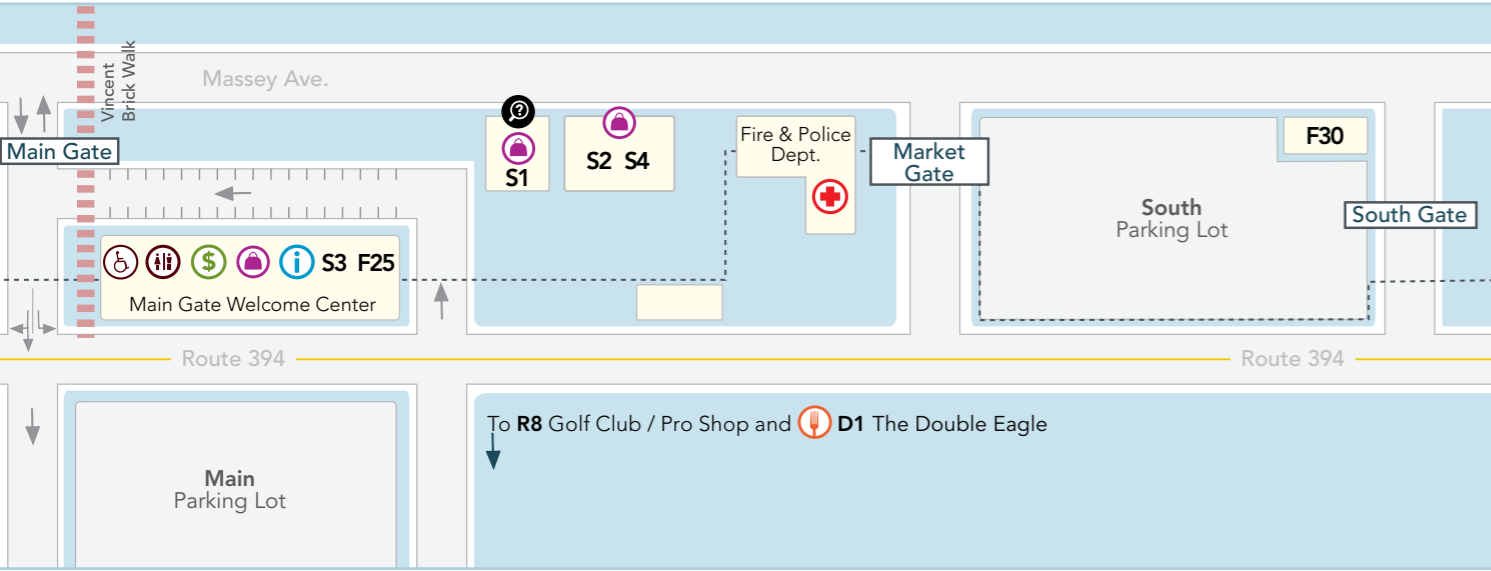 Vincent
Brick Walk
Massey Ave.
Main Gate
?
S1
S2 S4
Fire & Police
Dept.
Market
Gate
F30
South
Parking Lot
South Gate
$ i S3 F25
Main Gate Welcome Center
Route 394
Route 394
To R8 Golf Club / Pro Shop and D1 The Double Eagle
Main
Parking Lot